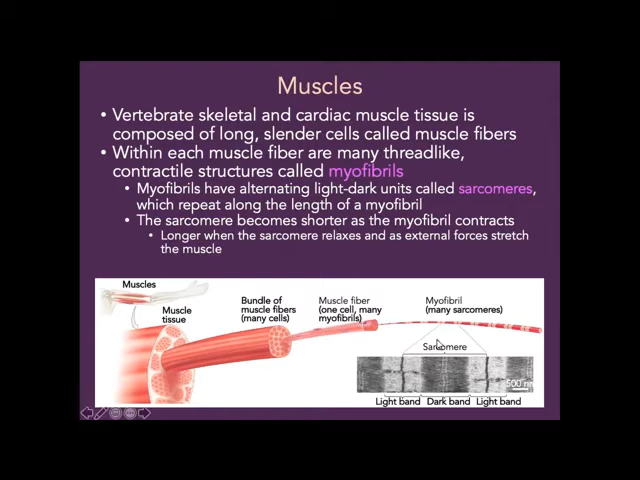 Muscles
• Vertebrate skeletal and cardiac muscle tissue is
composed of long, slender cells called muscle fibers
• Within each muscle fiber are many threadlike,
contractile structures called myofibrils
• Myofibrils have alternating light-dark units called sarcomeres,
which repeat along the length of a myofibril
• The sarcomere becomes shorter as the myofibril contracts
• Longer when the sarcomere relaxes and as external forces stretch
the muscle
Muscles
Muscle
tissue
Bundle of
muscle fibers
(many cells)
Muscle fiber
(one cell, many
myofibrils)
Myofibril
(many sarcomeres)
Sarcomere
500 nm
Light band
Dark band
Light band